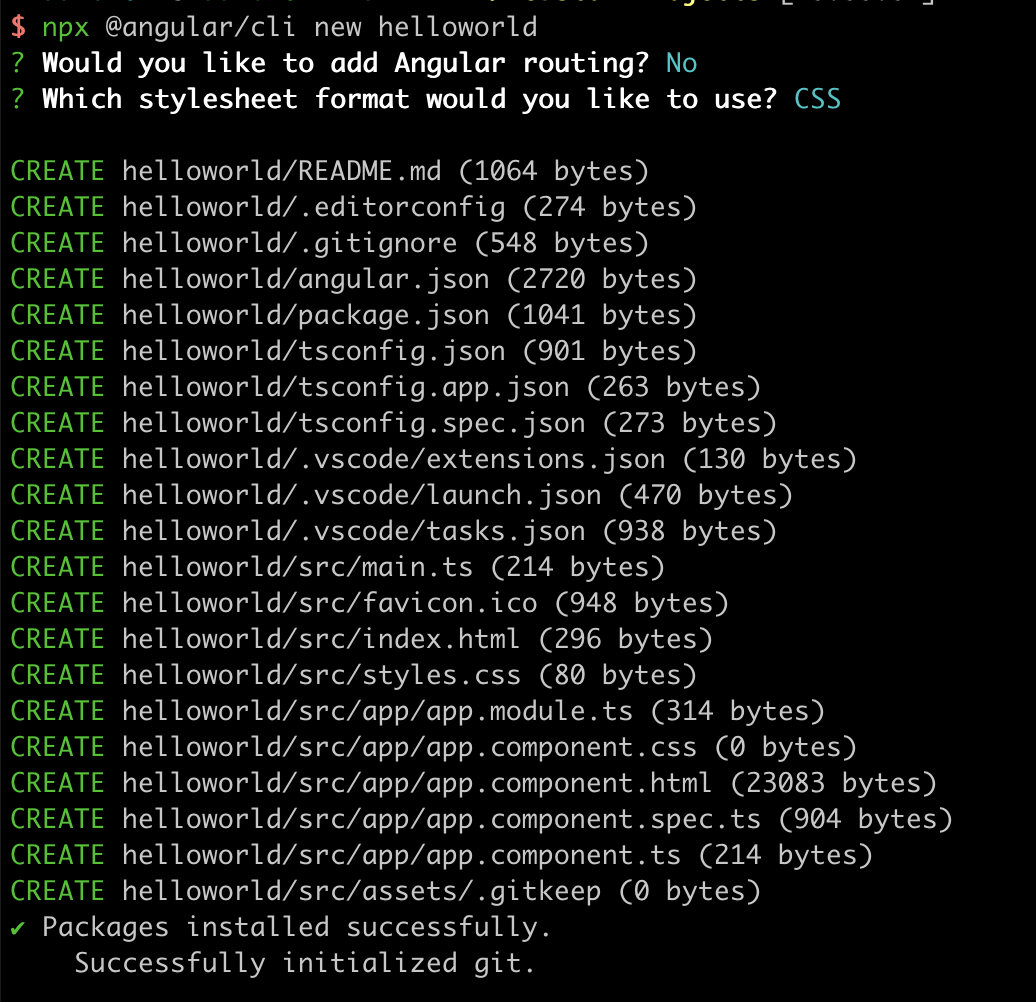 $ npx @angular/cli new helloworld
? Would you like to add Angular routing? No
? Which stylesheet format would you like to use? CSS
CREATE helloworld/README.md (1064 bytes)
CREATE helloworld/.editorconfig (274 bytes)
CREATE helloworld/.gitignore (548 bytes)
CREATE helloworld/angular.json (2720 bytes)
CREATE helloworld/package.json (1041 bytes)
CREATE helloworld/tsconfig.json (901 bytes)
CREATE helloworld/tsconfig.app.json (263 bytes)
CREATE helloworld/tsconfig.spec.json (273 bytes)
CREATE helloworld/.vscode/extensions.json (130 bytes)
CREATE helloworld/.vscode/launch.json (470 bytes)
CREATE helloworld/.vscode/tasks.json (938 bytes)
CREATE helloworld/src/main.ts (214 bytes)
CREATE helloworld/src/favicon.ico (948 bytes)
CREATE helloworld/src/index.html (296 bytes)
CREATE helloworld/src/styles.css (80 bytes)
CREATE helloworld/src/app/app.module.ts (314 bytes)
CREATE helloworld/src/app/app.component.css (0 bytes)
CREATE helloworld/src/app/app.component.html (23083 bytes)
CREATE helloworld/src/app/app.component.spec.ts (904 bytes)
CREATE helloworld/src/app/app.component.ts (214 bytes)
CREATE helloworld/src/assets/.gitkeep (0 bytes)
✔ Packages installed successfully.
Successfully initialized git.